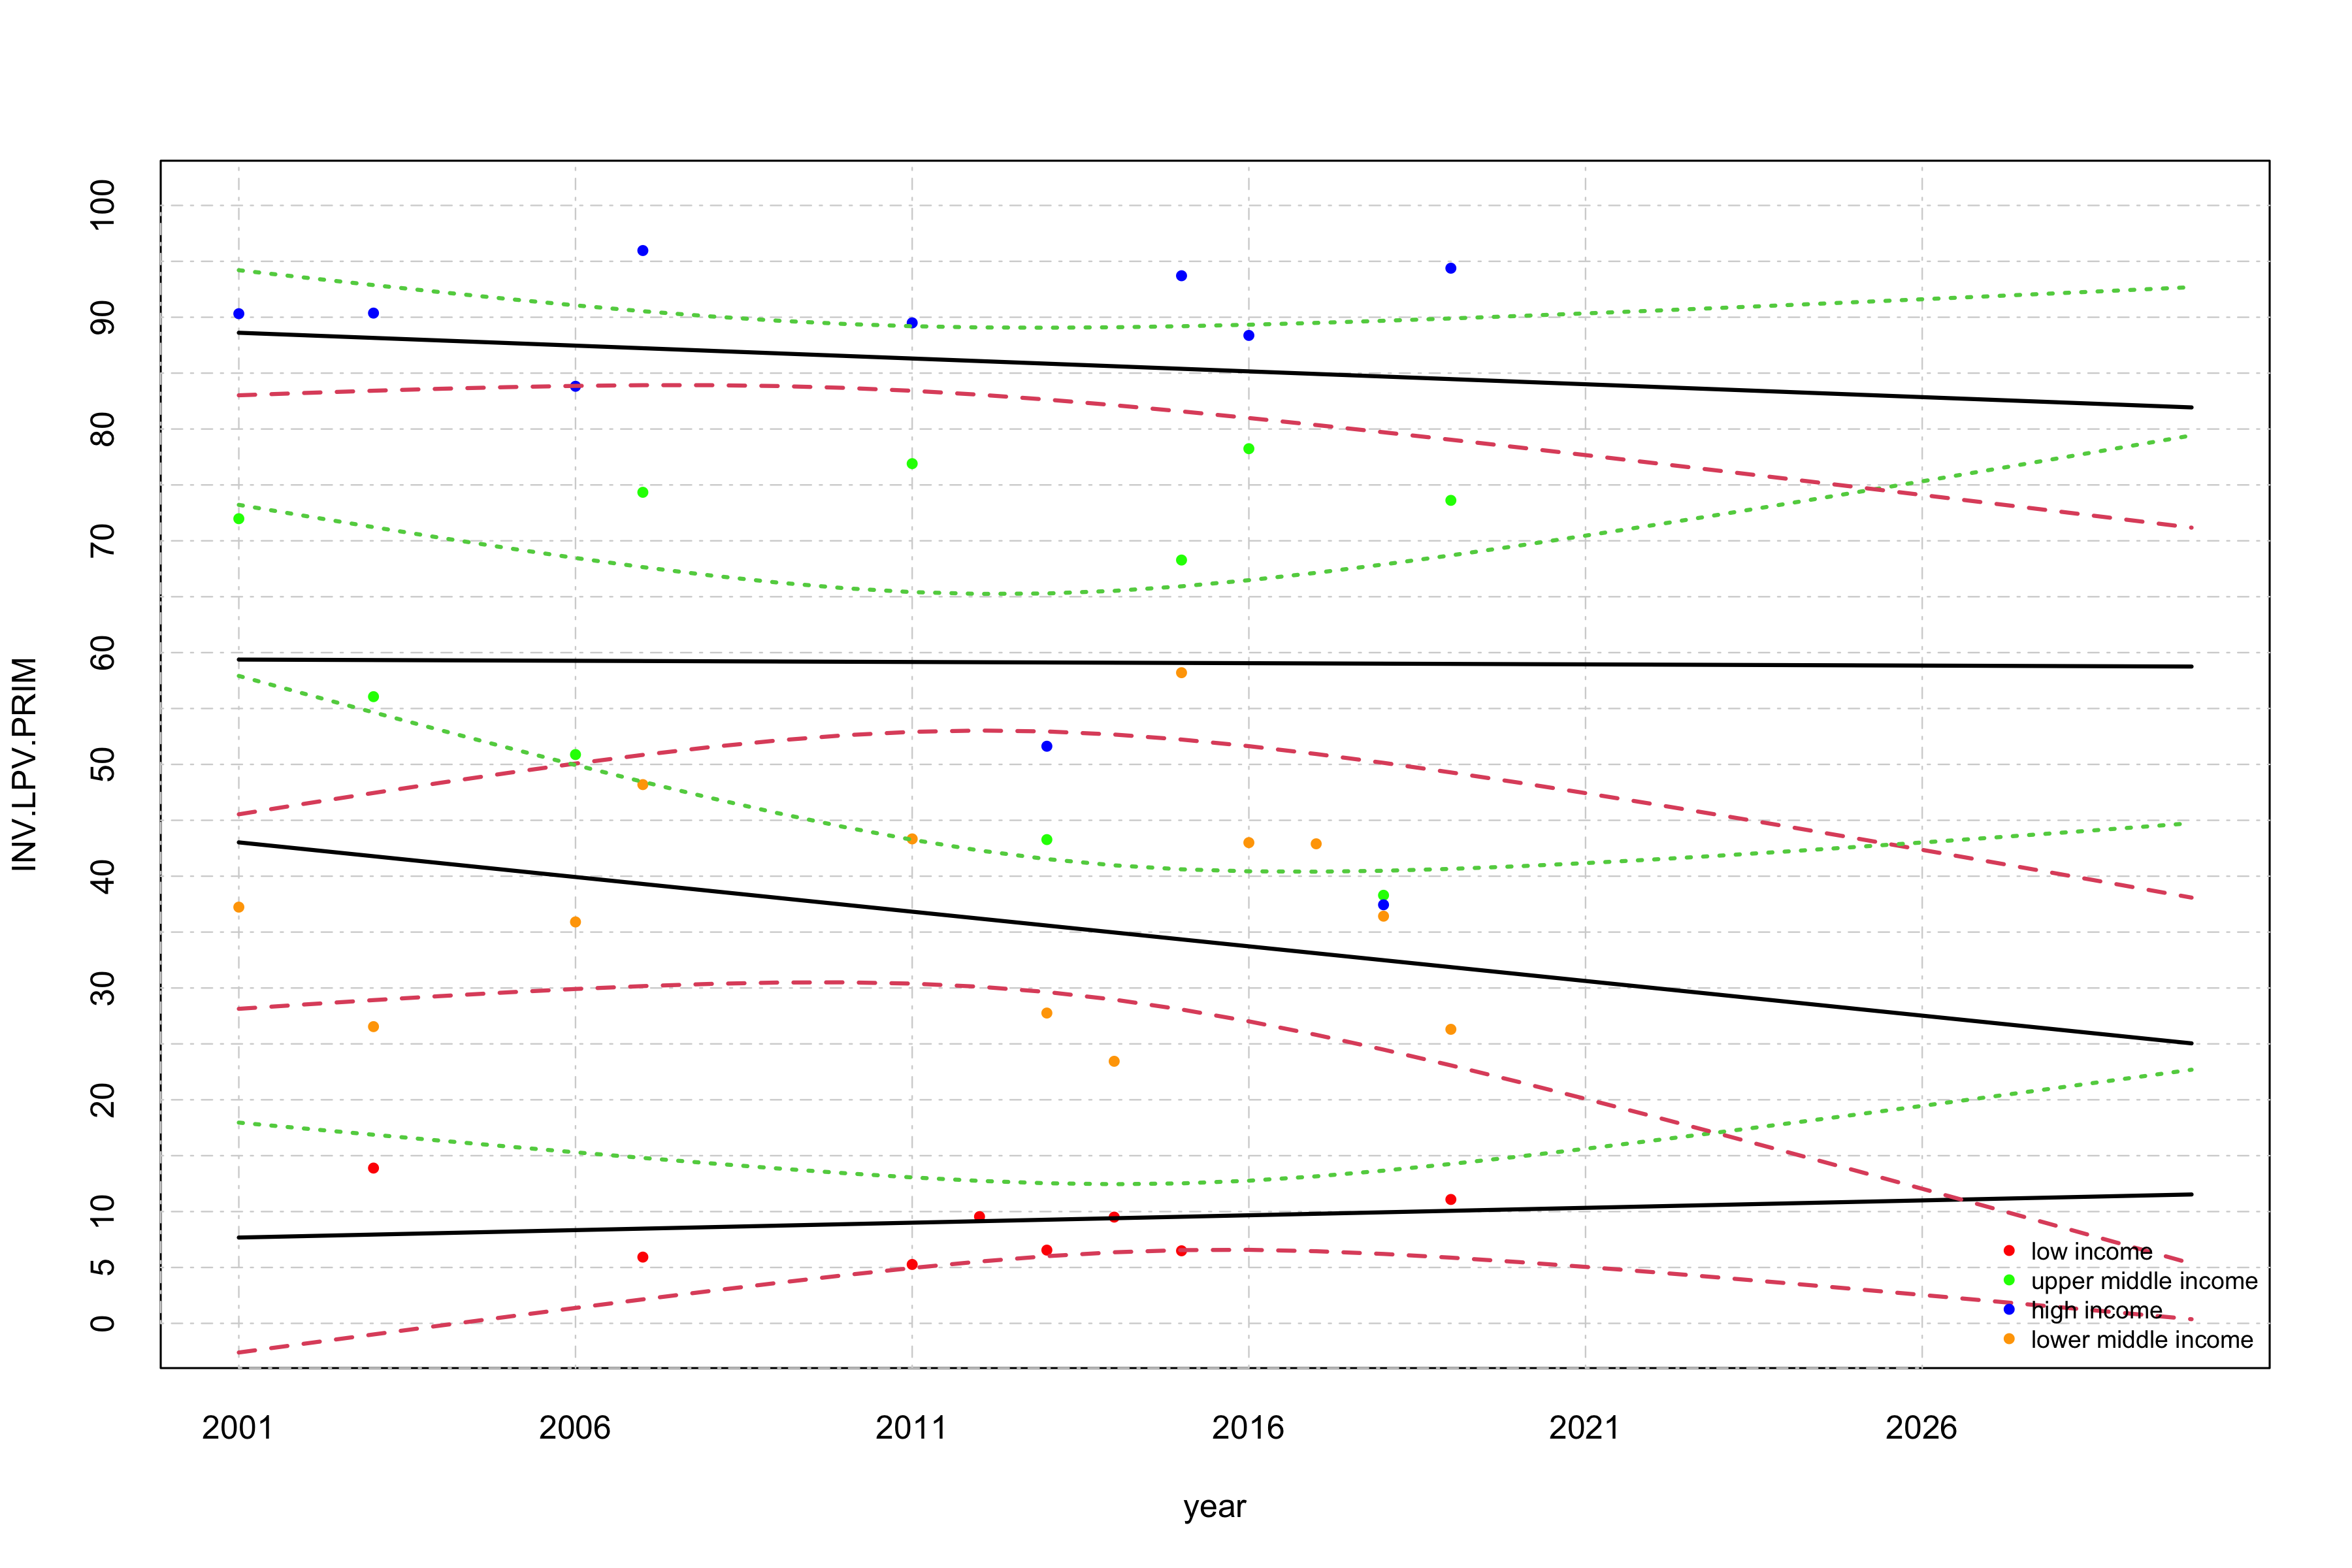 100
90
80
70
60
50
40
30
20
10
5
0
INV.LPV.PRIM
low income
upper middle income
high income
lower middle income
2001 2006 2011 2016 2021 2026
year